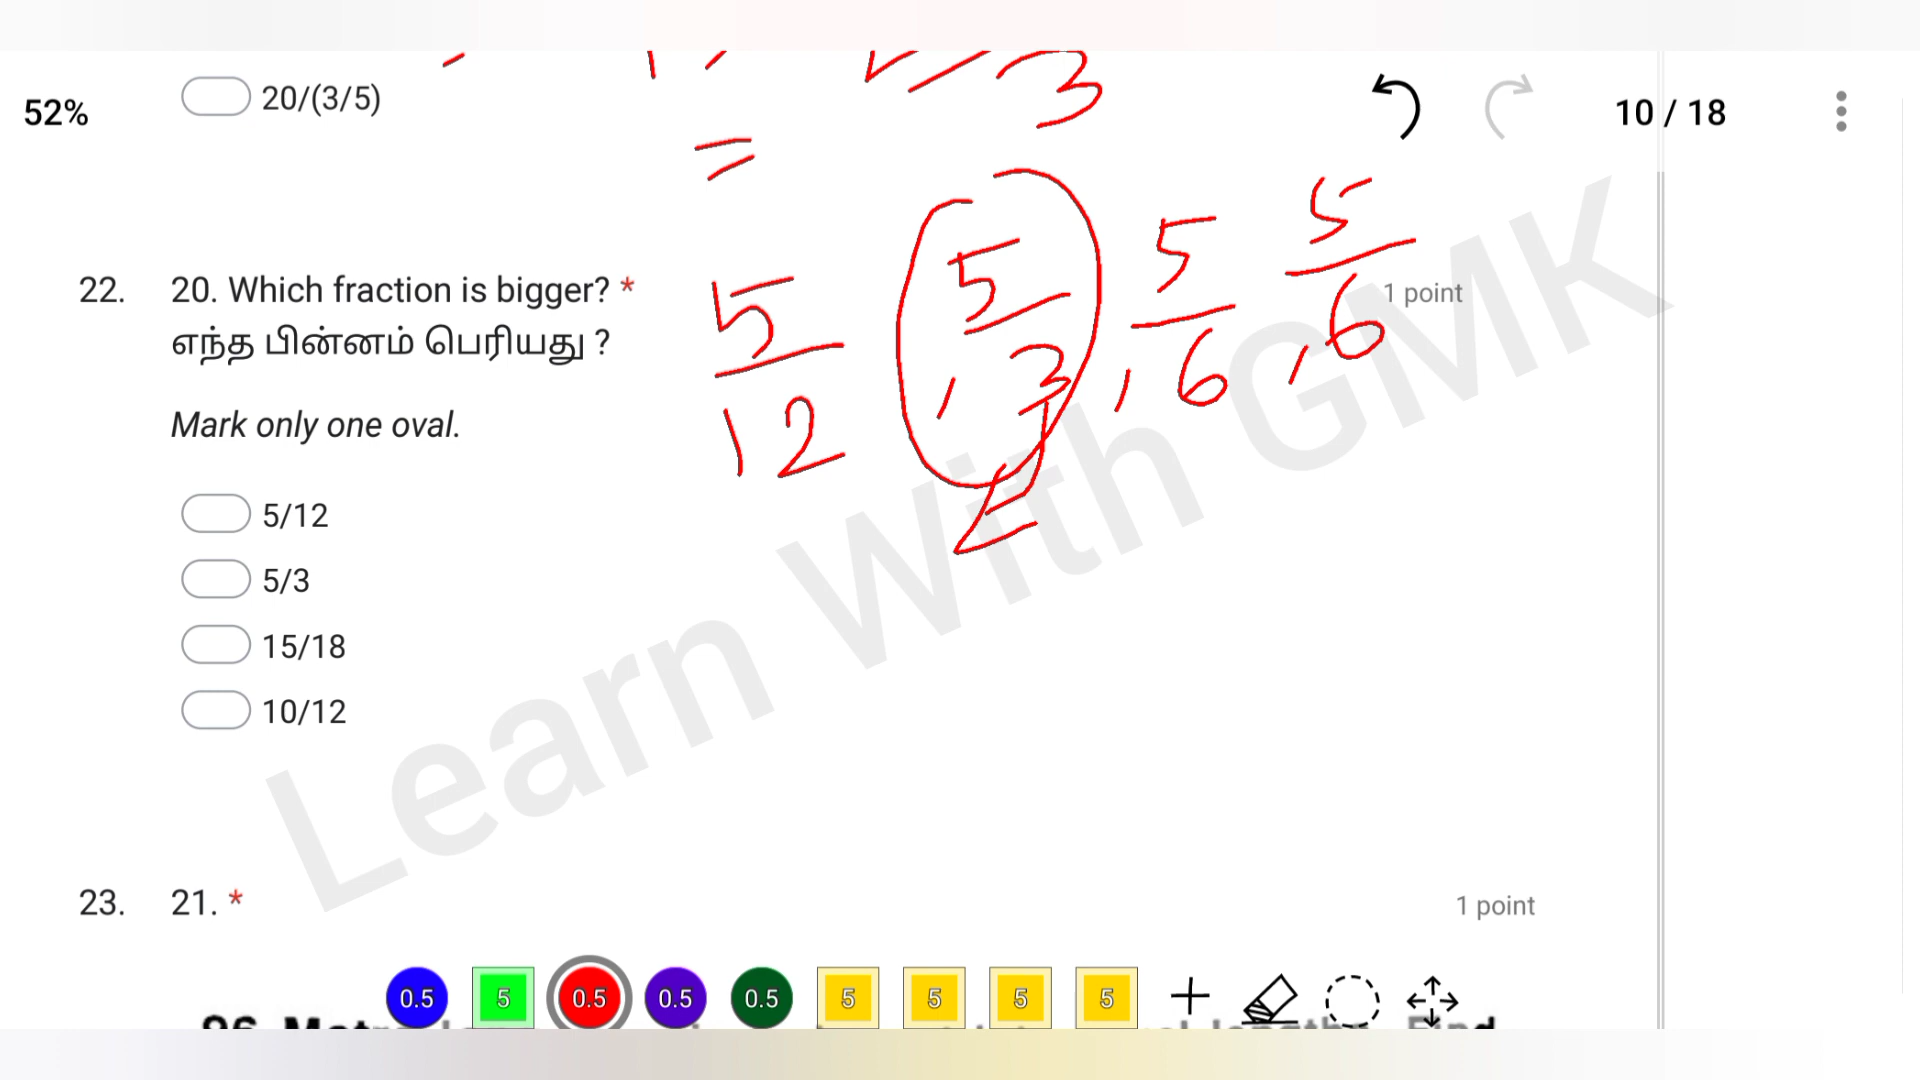 20/(3/5)
52%
10 / 18
3
=
22. 20. Which fraction is bigger? * 1 point
எந்த பின்னம் பெரியது ?
5/12 , 5/3 , 5/6 , 5/6
Mark only one oval.
5/12
5/3
15/18
10/12
Learn With GMK
23. 21. * 1 point
0.5 5 0.5 0.5 0.5 5 5 5 5